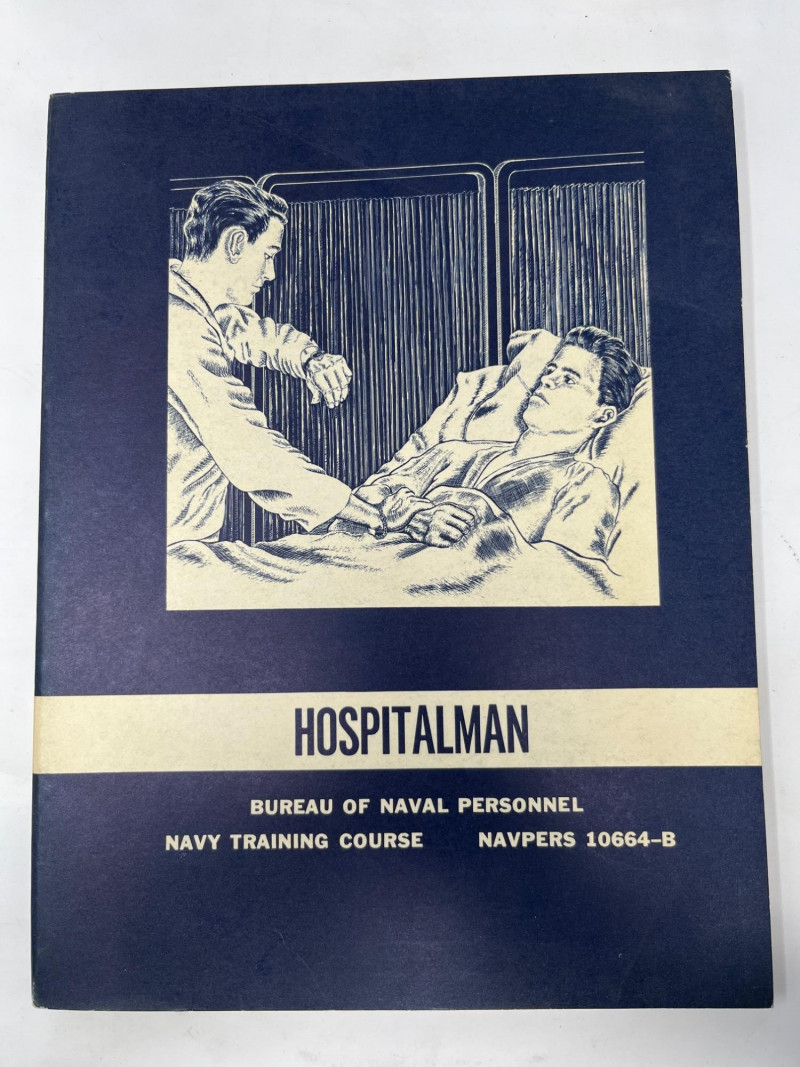 HOSPITALMAN
BUREAU OF NAVAL PERSONNEL
NAVY TRAINING COURSE NAVPERS 10664-B